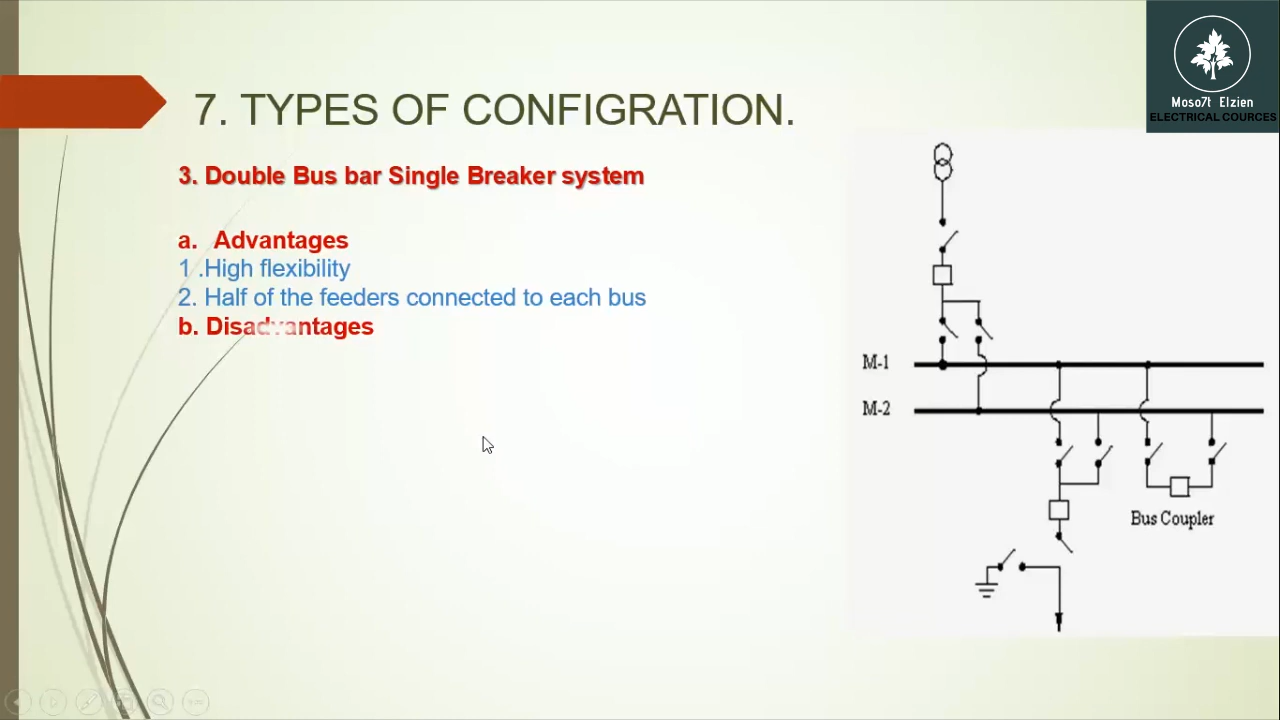 7. TYPES OF CONFIGRATION.
Moso7t Elzien
ELECTRICAL COURCES
3. Double Bus bar Single Breaker system
a. Advantages
1 .High flexibility
2. Half of the feeders connected to each bus
b. Disadvantages
M-1
M-2
Bus Coupler